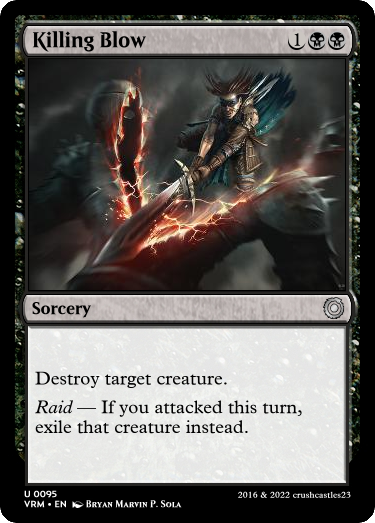 Killing Blow 1
Sorcery
Destroy target creature.
Raid — If you attacked this turn,
exile that creature instead.
U 0095
VRM • EN Bryan Marvin P. Sola
2016 & 2022 crushcastles23